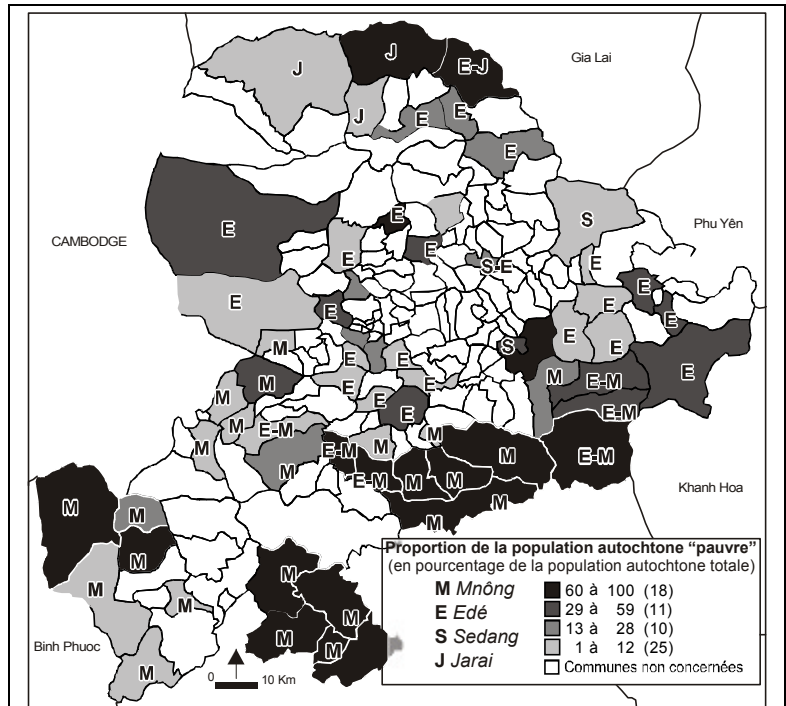 J
E-J
Gia Lai
J
J
E
E
E
S
E
E
Phu Yên
CAMBODGE
E
E
E
S-E
E
E
E
E
E
E
M
E
E
S
E
E
E
M
E
M
E-M
E
M
E
E
E-M
M
E-M
M
M
E-M
M
M
E-M
M
E-M
M
M
M
Khanh Hoa
M
M
M
M
M
M
M
M
M
M
M
Binh Phuoc
M
0 10 Km
Proportion de la population autochtone “pauvre”
(en pourcentage de la population autochtone totale)
M Mnông
E Edé
S Sedang
J Jarai
60 à 100 (18)
29 à 59 (11)
13 à 28 (10)
1 à 12 (25)
Communes non concernées